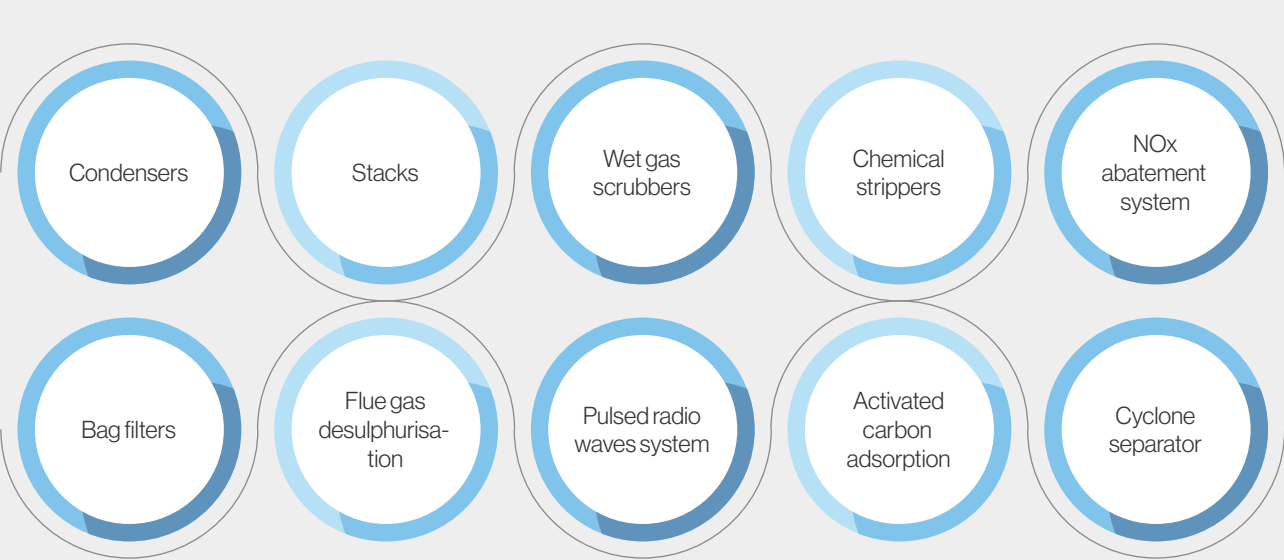 Condensers
Stacks
Wet gas
scrubbers
Chemical
strippers
NOx
abatement
system
Bag filters
Flue gas
desulphurisa-
tion
Pulsed radio
waves system
Activated
carbon
adsorption
Cyclone
separator